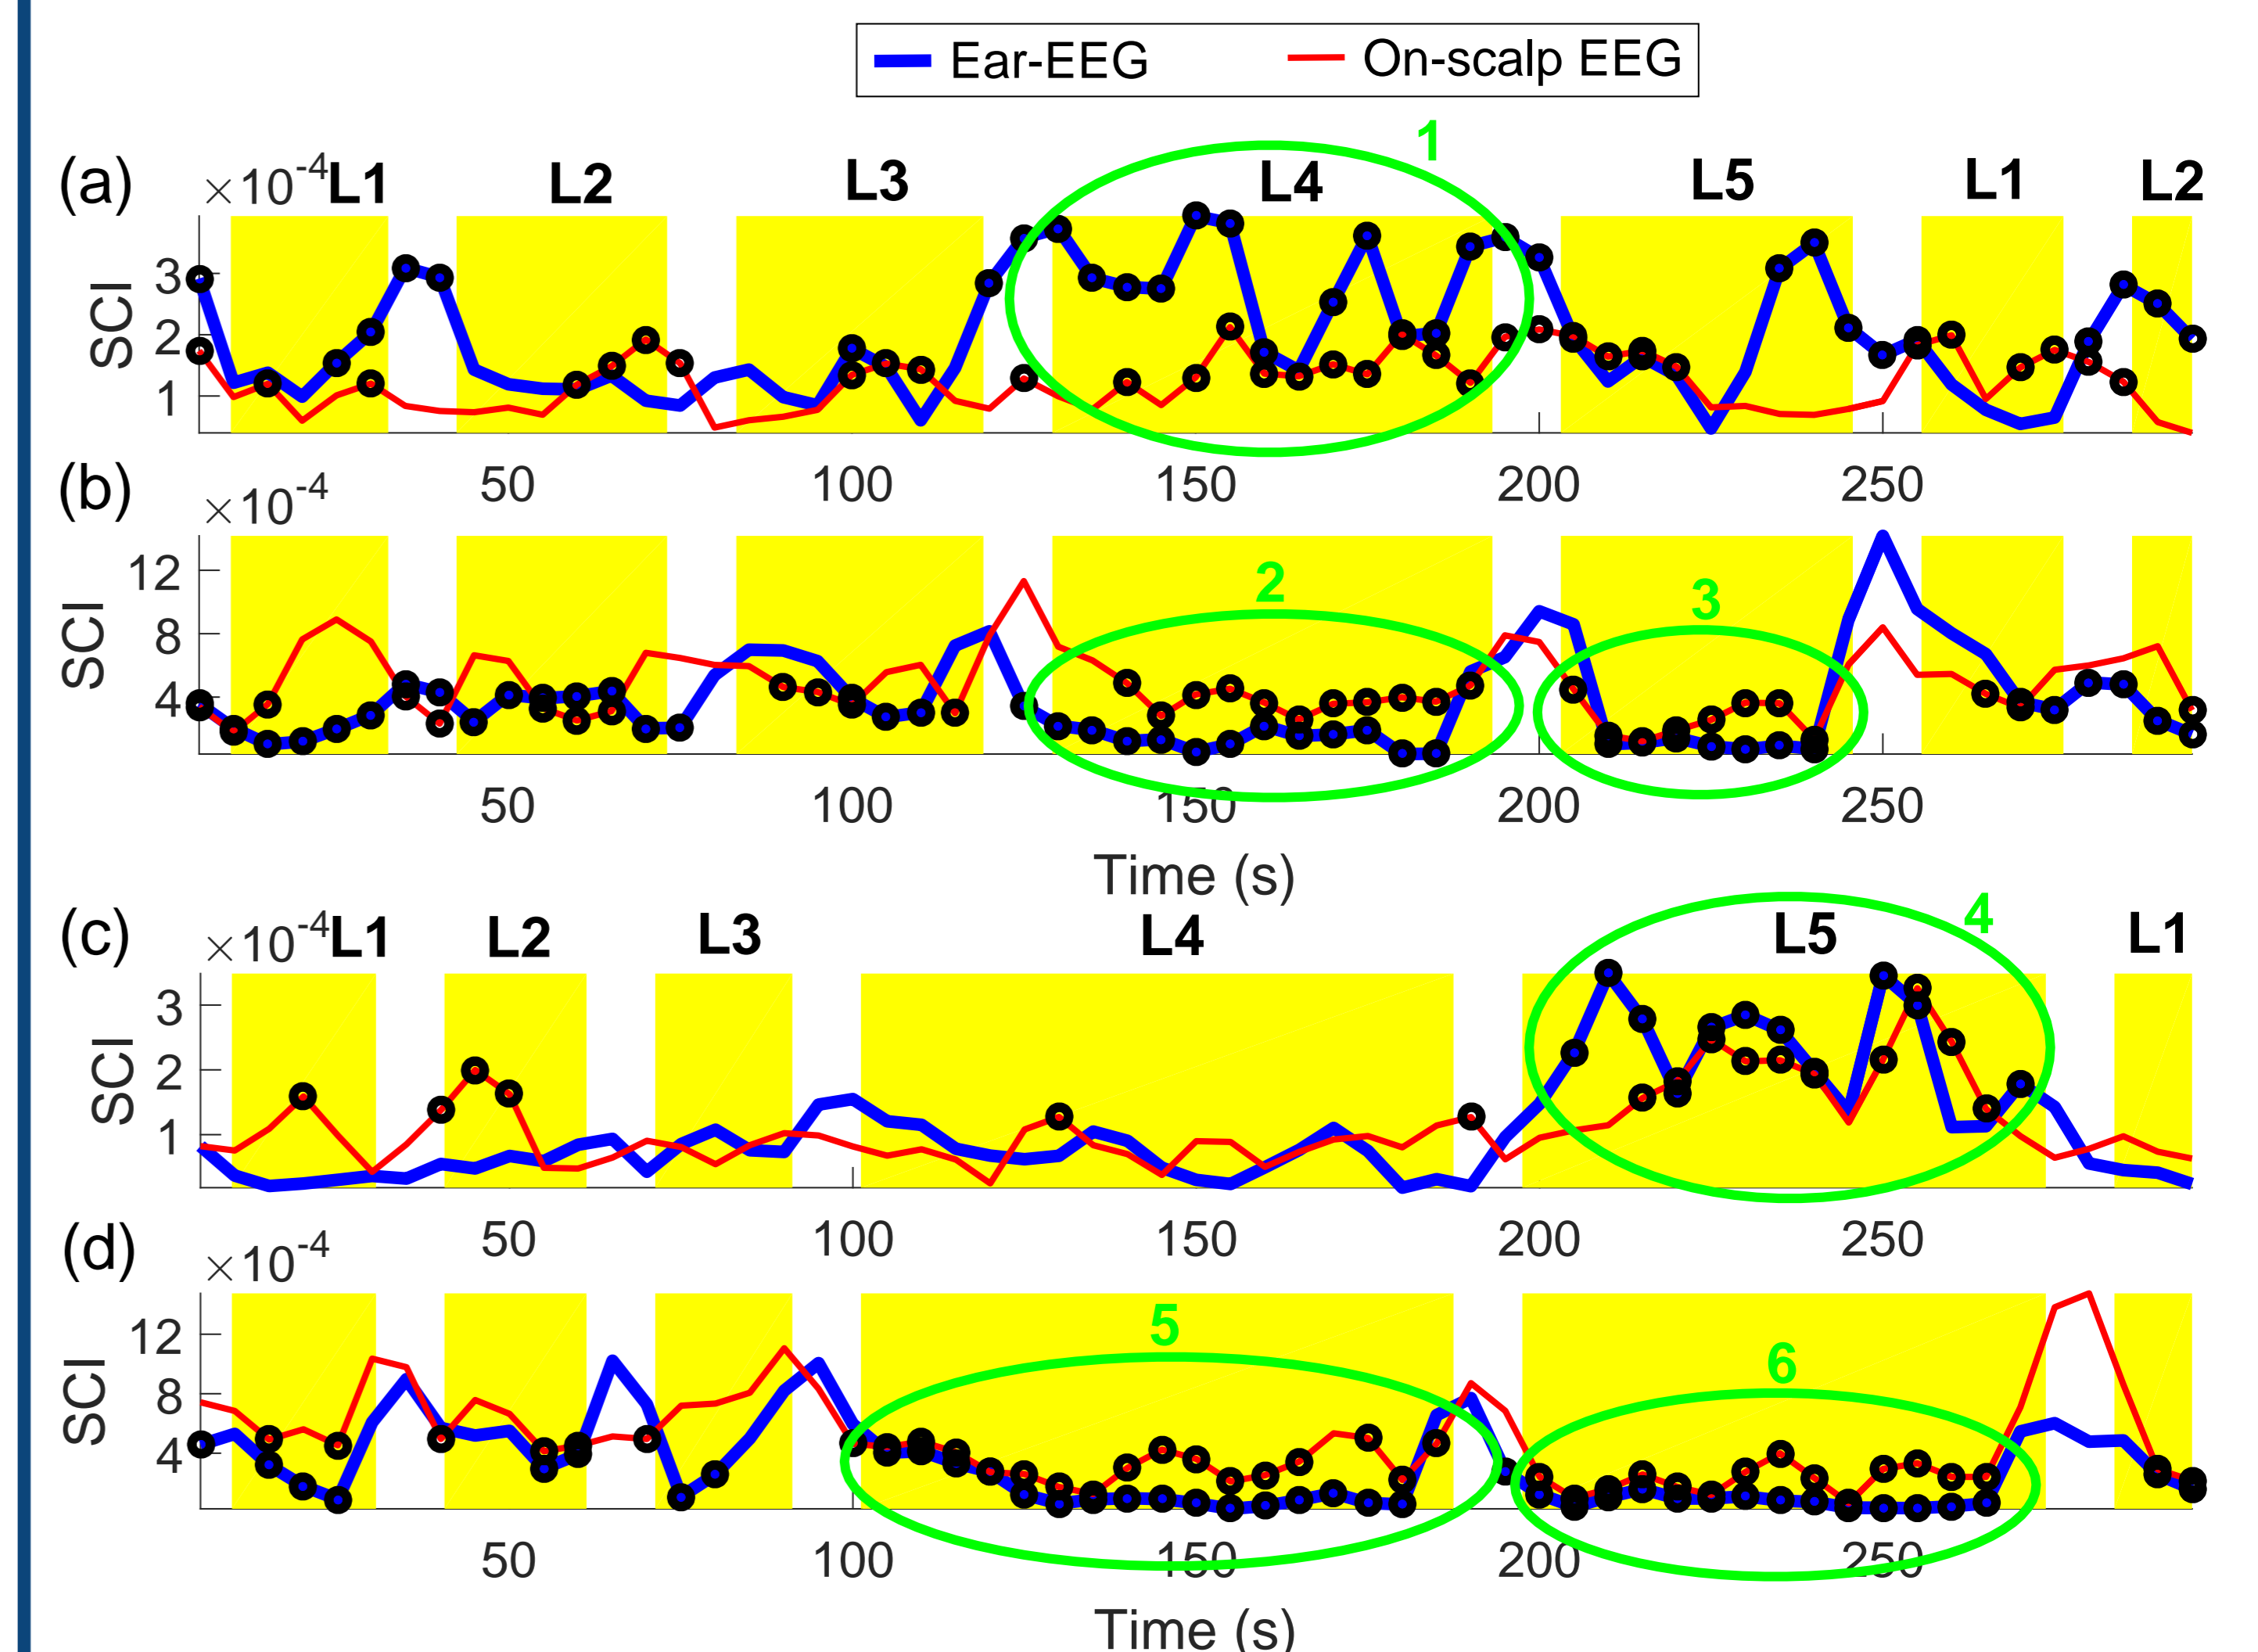 Ear-EEG On-scalp EEG
1
(a) ×10-4 L1 L2 L3 L4 L5 L1 L2
3
2
1
SCI
50 100 150 200 250
(b) ×10-4
12
8
4
SCI
2 3
50 100 150 200 250
Time (s)
(c) ×10-4 L1 L2 L3 L4 L5 4 L1
3
2
1
SCI
50 100 150 200 250
(d) ×10-4
12
8
4
SCI
5 6
50 100 150 200 250
Time (s)